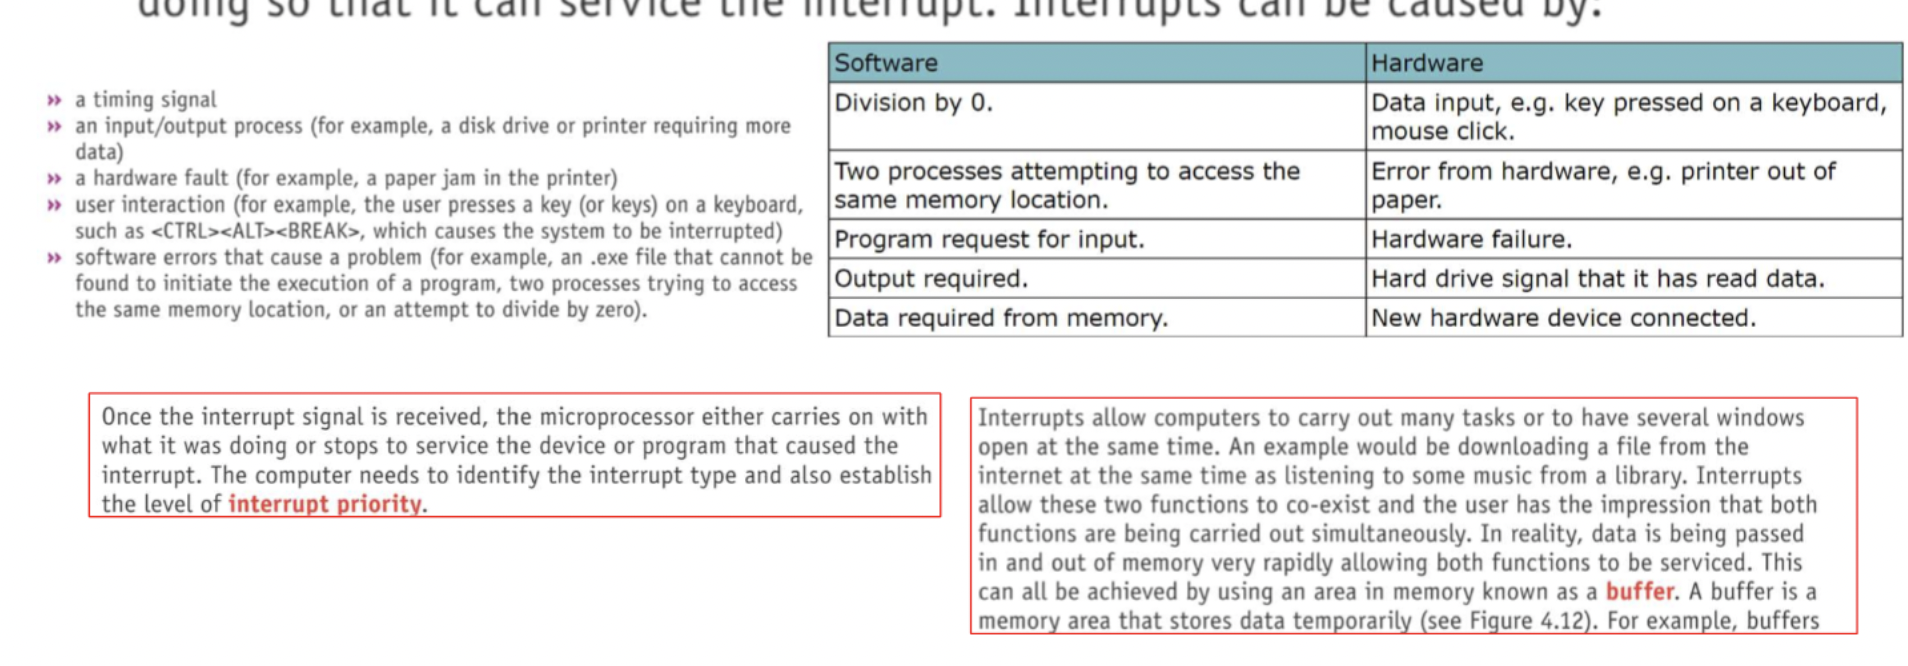 doing so that it can service the interrupt. Interrupts can be caused by:
» a timing signal
» an input/output process (for example, a disk drive or printer requiring more
data)
» a hardware fault (for example, a paper jam in the printer)
» user interaction (for example, the user presses a key (or keys) on a keyboard,
such as <CTRL><ALT><BREAK>, which causes the system to be interrupted)
» software errors that cause a problem (for example, an .exe file that cannot be
found to initiate the execution of a program, two processes trying to access
the same memory location, or an attempt to divide by zero).
Software Hardware
Division by 0. Data input, e.g. key pressed on a keyboard,
mouse click.
Two processes attempting to access the Error from hardware, e.g. printer out of
same memory location. paper.
Program request for input. Hardware failure.
Output required. Hard drive signal that it has read data.
Data required from memory. New hardware device connected.
Once the interrupt signal is received, the microprocessor either carries on with
what it was doing or stops to service the device or program that caused the
interrupt. The computer needs to identify the interrupt type and also establish
the level of interrupt priority.
Interrupts allow computers to carry out many tasks or to have several windows
open at the same time. An example would be downloading a file from the
internet at the same time as listening to some music from a library. Interrupts
allow these two functions to co-exist and the user has the impression that both
functions are being carried out simultaneously. In reality, data is being passed
in and out of memory very rapidly allowing both functions to be serviced. This
can all be achieved by using an area in memory known as a buffer. A buffer is a
memory area that stores data temporarily (see Figure 4.12). For example, buffers